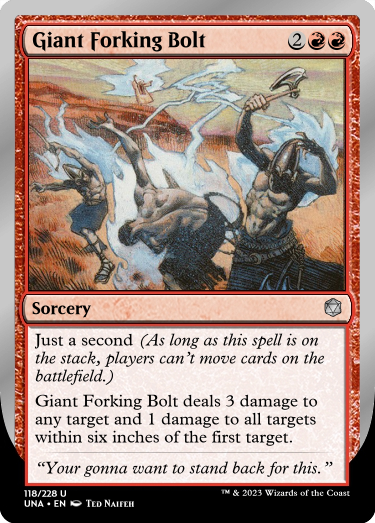 Giant Forking Bolt 2
Sorcery
Just a second (As long as this spell is on
the stack, players can't move cards on the
battlefield.)
Giant Forking Bolt deals 3 damage to
any target and 1 damage to all targets
within six inches of the first target.
"Your gonna want to stand back for this."
118/228 U
UNA • EN Ted Naifeh
™ & 2023 Wizards of the Coast